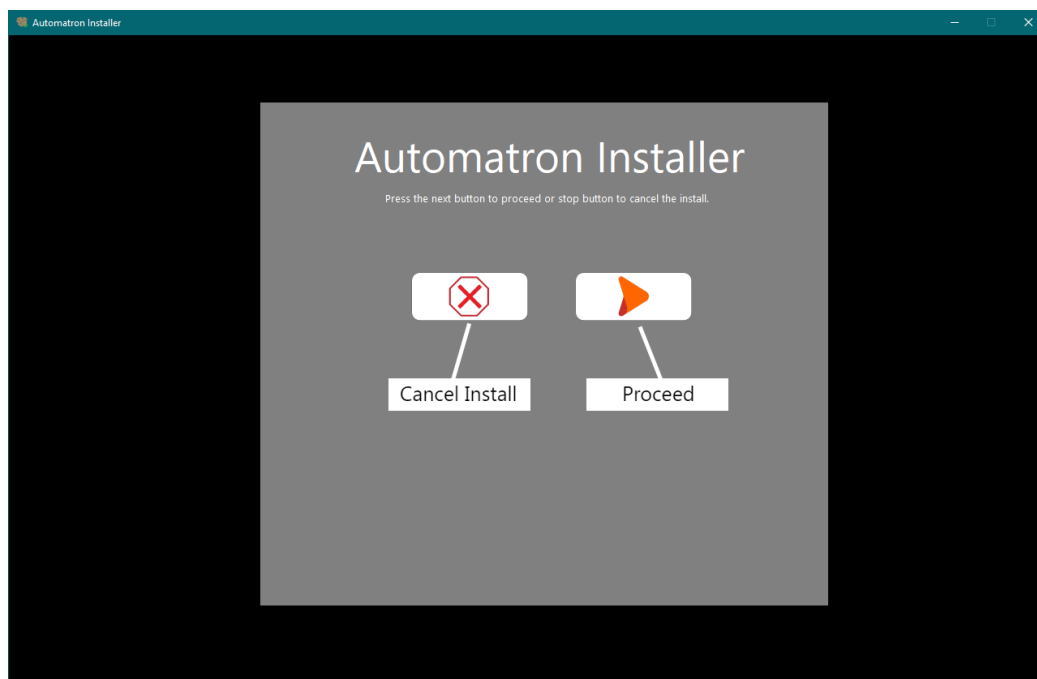 Automatron Installer
Automatron Installer
Press the next button to proceed or stop button to cancel the install.
Cancel Install
Proceed